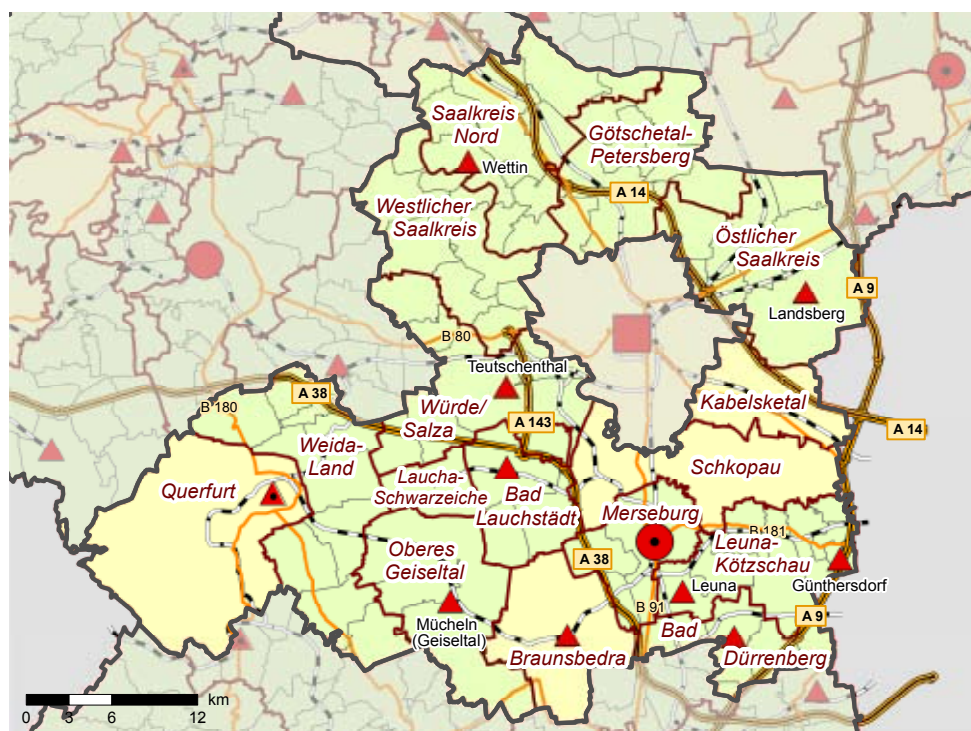 Saalkreis
Nord
Götschetal-
Petersberg
Wettin
A 14
Westlicher
Saalkreis
Östlicher
Saalkreis
A 9
Landsberg
B 80
Teutschenthal
A 38
B 180
Würde/
Salza
A 143
Kabelsketal
A 14
Weida-
Land
Laucha-
Schwarzeiche
Bad
Lauchstädt
Schkopau
Querfurt
Merseburg
B 181
Oberes
Geiseltal
A 38
Leuna-
Kötzschau
Leuna
Günthersdorf
B 91
Mücheln
(Geiseltal)
A 9
Bad
Dürrenberg
Braunsbedra
km
0 3 6 12